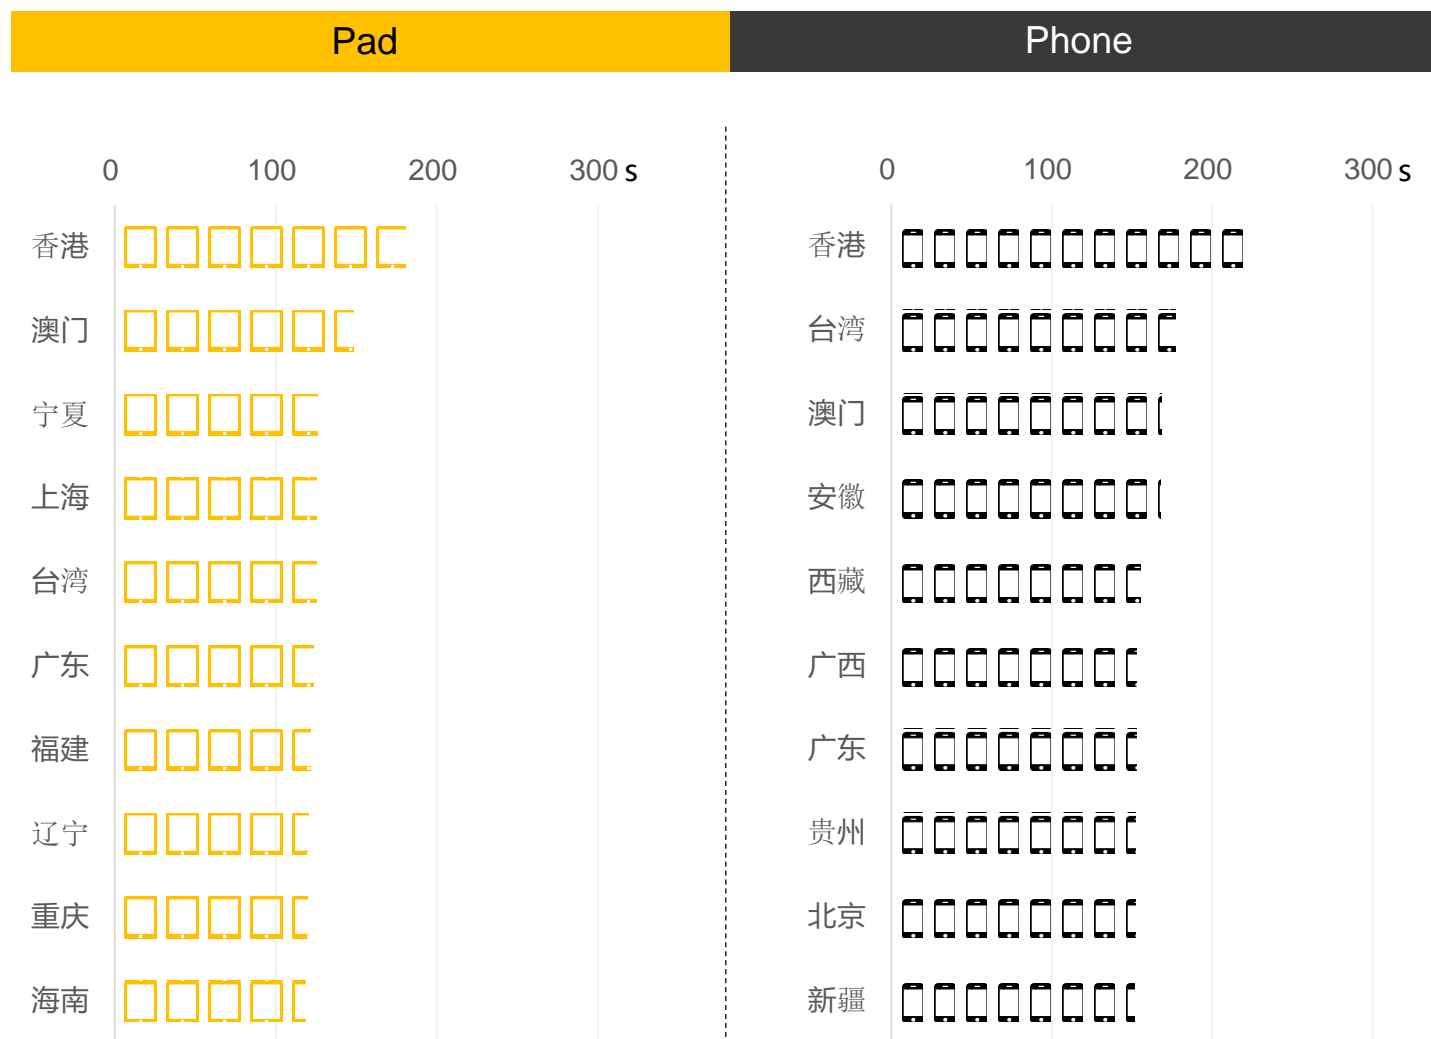 Pad Phone
0 100 200 300 s 0 100 200 300 s
香港 香港
澳门 台湾
宁夏 澳门
上海 安徽
台湾 西藏
广东 广西
福建 广东
辽宁 贵州
重庆 北京
海南 新疆